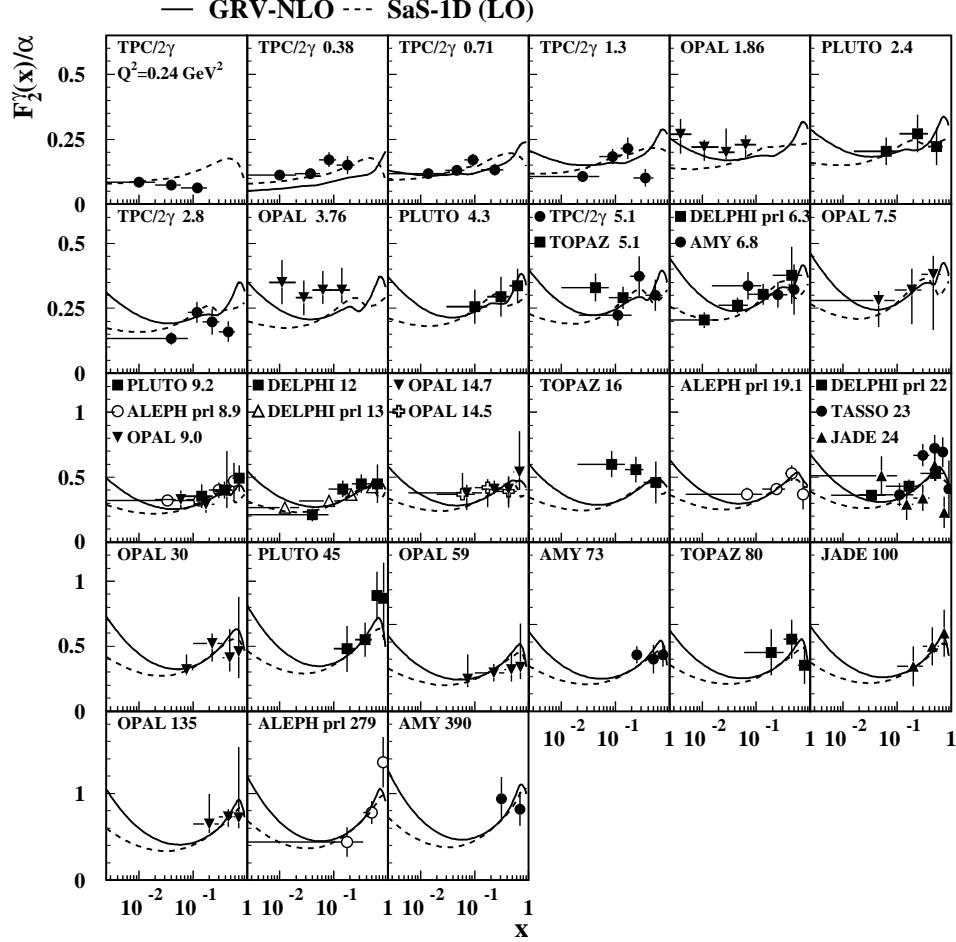 GRV-NLO SaS-1D (LO)
F₂^γ(x)/α
TPC/2γ
Q²=0.24 GeV²
TPC/2γ 0.38
TPC/2γ 0.71
TPC/2γ 1.3
OPAL 1.86
PLUTO 2.4
0.5
0.25
0
TPC/2γ 2.8
OPAL 3.76
PLUTO 4.3
TPC/2γ 5.1
TOPAZ 5.1
DELPHI prl 6.3
AMY 6.8
OPAL 7.5
0.5
0.25
0
PLUTO 9.2
ALEPH prl 8.9
OPAL 9.0
DELPHI 12
DELPHI prl 13
OPAL 14.7
OPAL 14.5
TOPAZ 16
ALEPH prl 19.1
DELPHI prl 22
TASSO 23
JADE 24
1
0.5
0
OPAL 30
PLUTO 45
OPAL 59
AMY 73
TOPAZ 80
JADE 100
1
0.5
0
10⁻² 10⁻¹ 1 10⁻² 10⁻¹ 1 10⁻² 10⁻¹ 1
OPAL 135
ALEPH prl 279
AMY 390
2
1
0
10⁻² 10⁻¹ 1 10⁻² 10⁻¹ 1 10⁻² 10⁻¹ 1
x